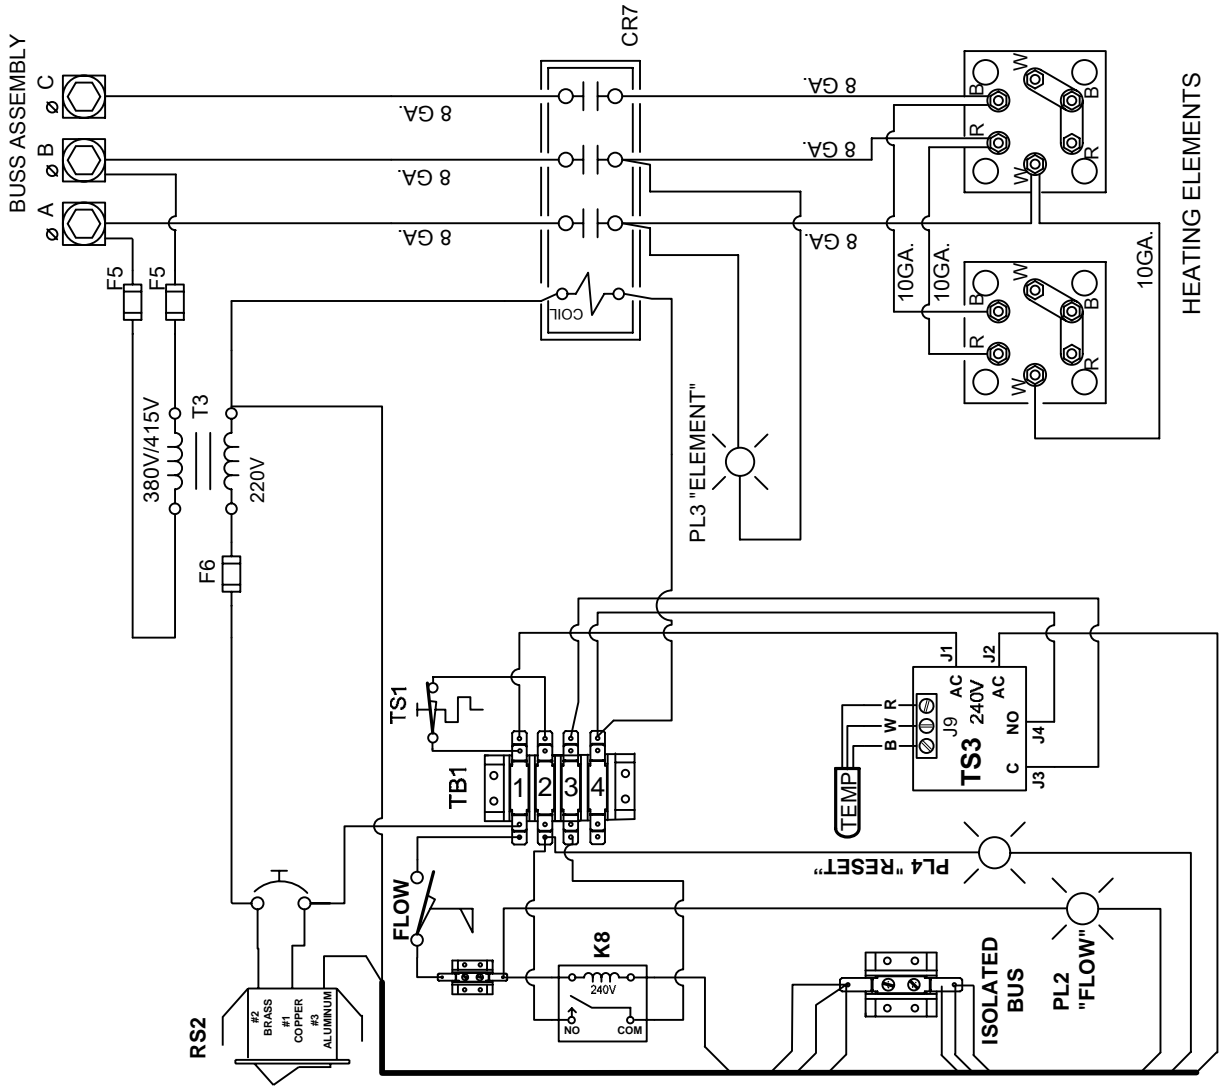 BUSS ASSEMBLY
ø A
ø B
ø C
8 GA.
8 GA.
8 GA.
CR7
COIL
8 GA.
8 GA.
8 GA.
B
R
W
W
B
R
10GA.
10GA.
10GA.
B
R
W
W
B
R
HEATING ELEMENTS
F5
F5
380V/415V
T3
220V
F6
PL3 "ELEMENT"
TS1
TB1
1
2
3
4
J1
J2
AC
AC
240V
R
W
B
J9
TS3
NO
C
J4
J3
TEMP
PL4 "RESET"
FLOW
K8
240V
NO
COM
RS2
#2
BRASS
#1
COPPER
#3
ALUMINUM
ISOLATED
BUS
PL2
"FLOW"